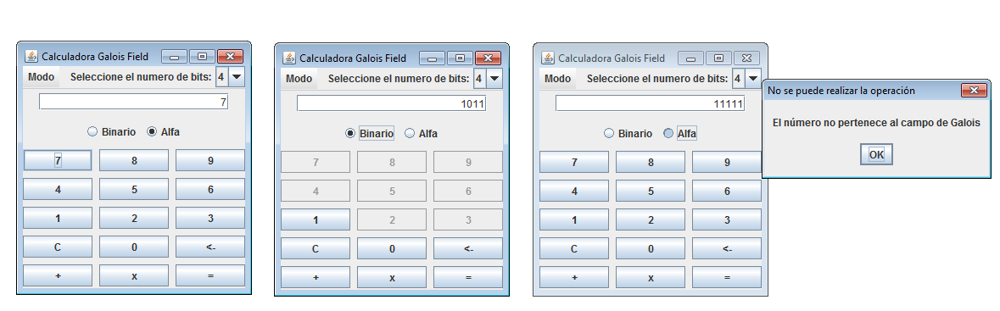 Calculadora Galois Field
Modo Seleccione el numero de bits: 4
7
Binario Alfa
7 8 9
4 5 6
1 2 3
C 0 <-
+ x =
Calculadora Galois Field
Modo Seleccione el numero de bits: 4
1011
Binario Alfa
7 8 9
4 5 6
1 2 3
C 0 <-
+ x =
Calculadora Galois Field
Modo Seleccione el numero de bits: 4
11111
Binario Alfa
7 8 9
4 5 6
1 2 3
C 0 <-
+ x =
No se puede realizar la operación
El número no pertenece al campo de Galois
OK